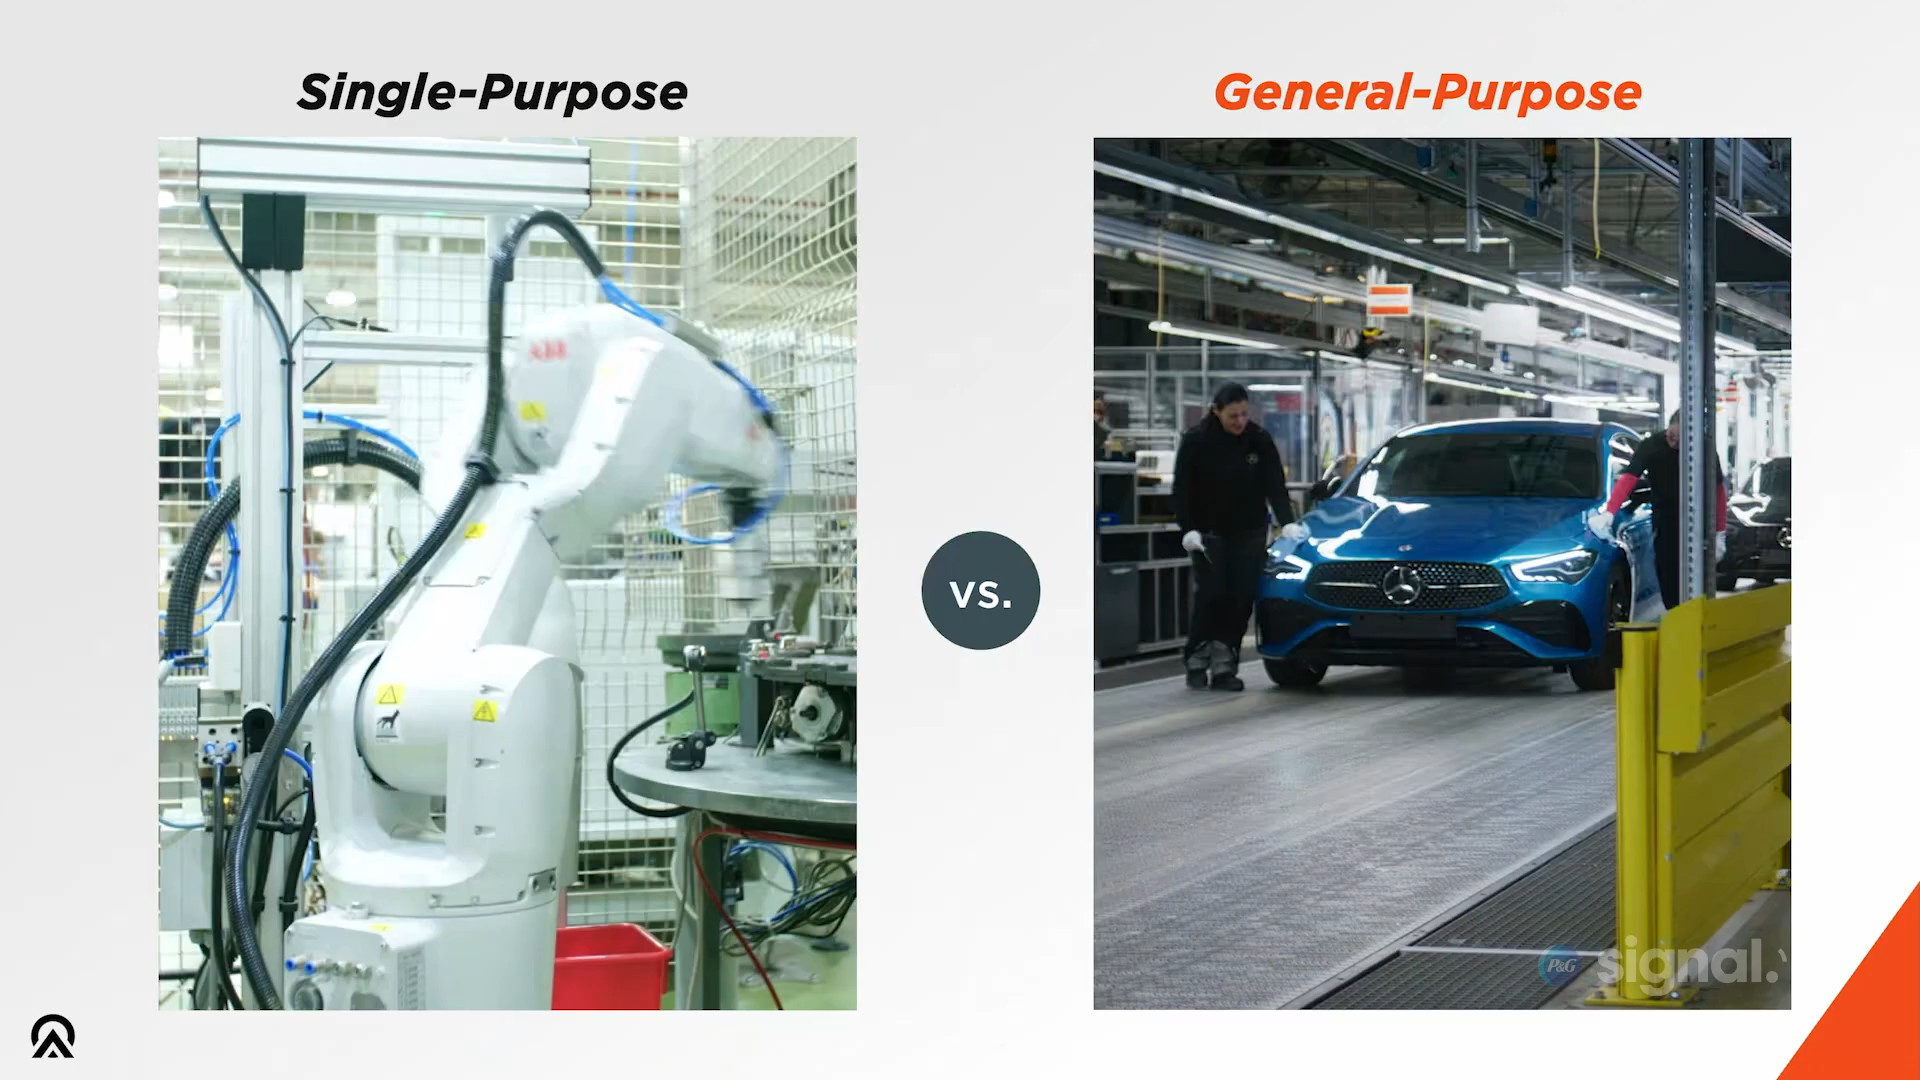 Single-Purpose
General-Purpose
ABB
vs.
P&G signal.